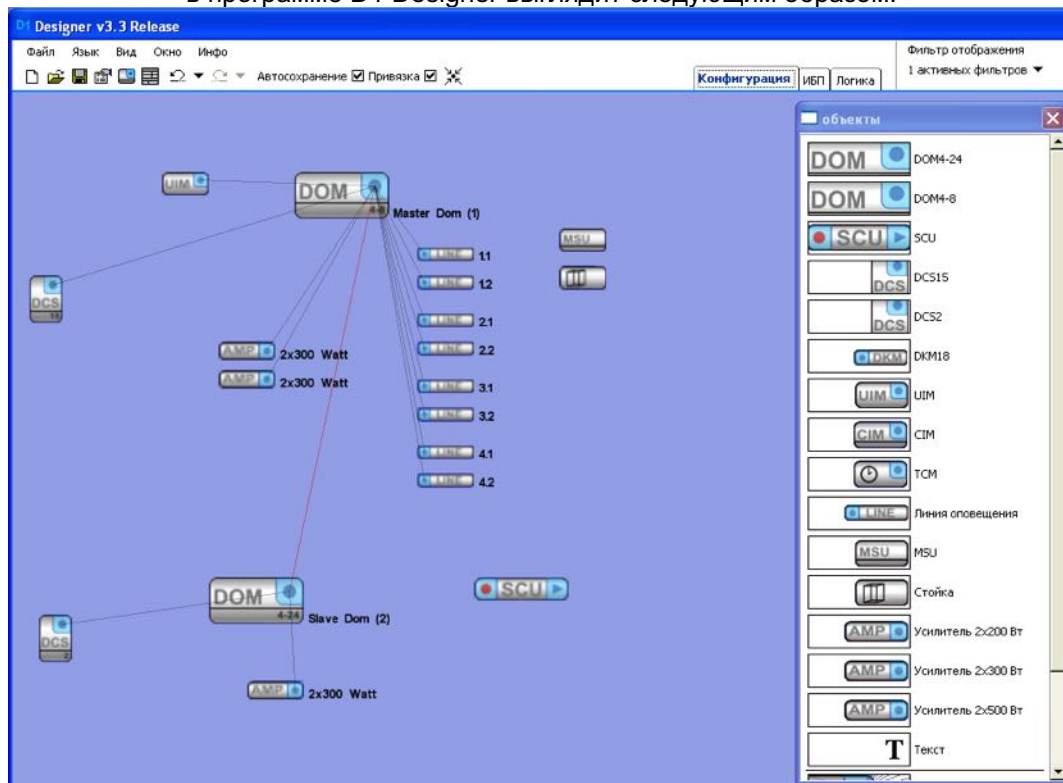 в программе D1 Designer выглядит следующим образом:
D1 Designer v3.3 Release
Файл Язык Вид Окно Инфо
Фильтр отображения
Автосохранение Привязка
Конфигурация ИБП Логика
1 активных фильтров
объекты
DOM DOM4-24
DOM DOM4-8
SCU SCU
DCS DCS15
DCS DCS2
DKM DKM18
UIM UIM
CIM CIM
TCM
LINE Линия оповещения
MSU MSU
Стойка
AMP Усилитель 2x200 Вт
AMP Усилитель 2x300 Вт
AMP Усилитель 2x500 Вт
T Текст
UIM
DOM
4-8
Master Dom (1)
LINE 1.1
MSU
LINE 1.2
DCS
15
LINE 2.1
LINE 2.2
AMP 2x300 Watt
AMP 2x300 Watt
LINE 3.1
LINE 3.2
LINE 4.1
LINE 4.2
DOM
4-24
Slave Dom (2)
SCU
DCS
2
AMP 2x300 Watt